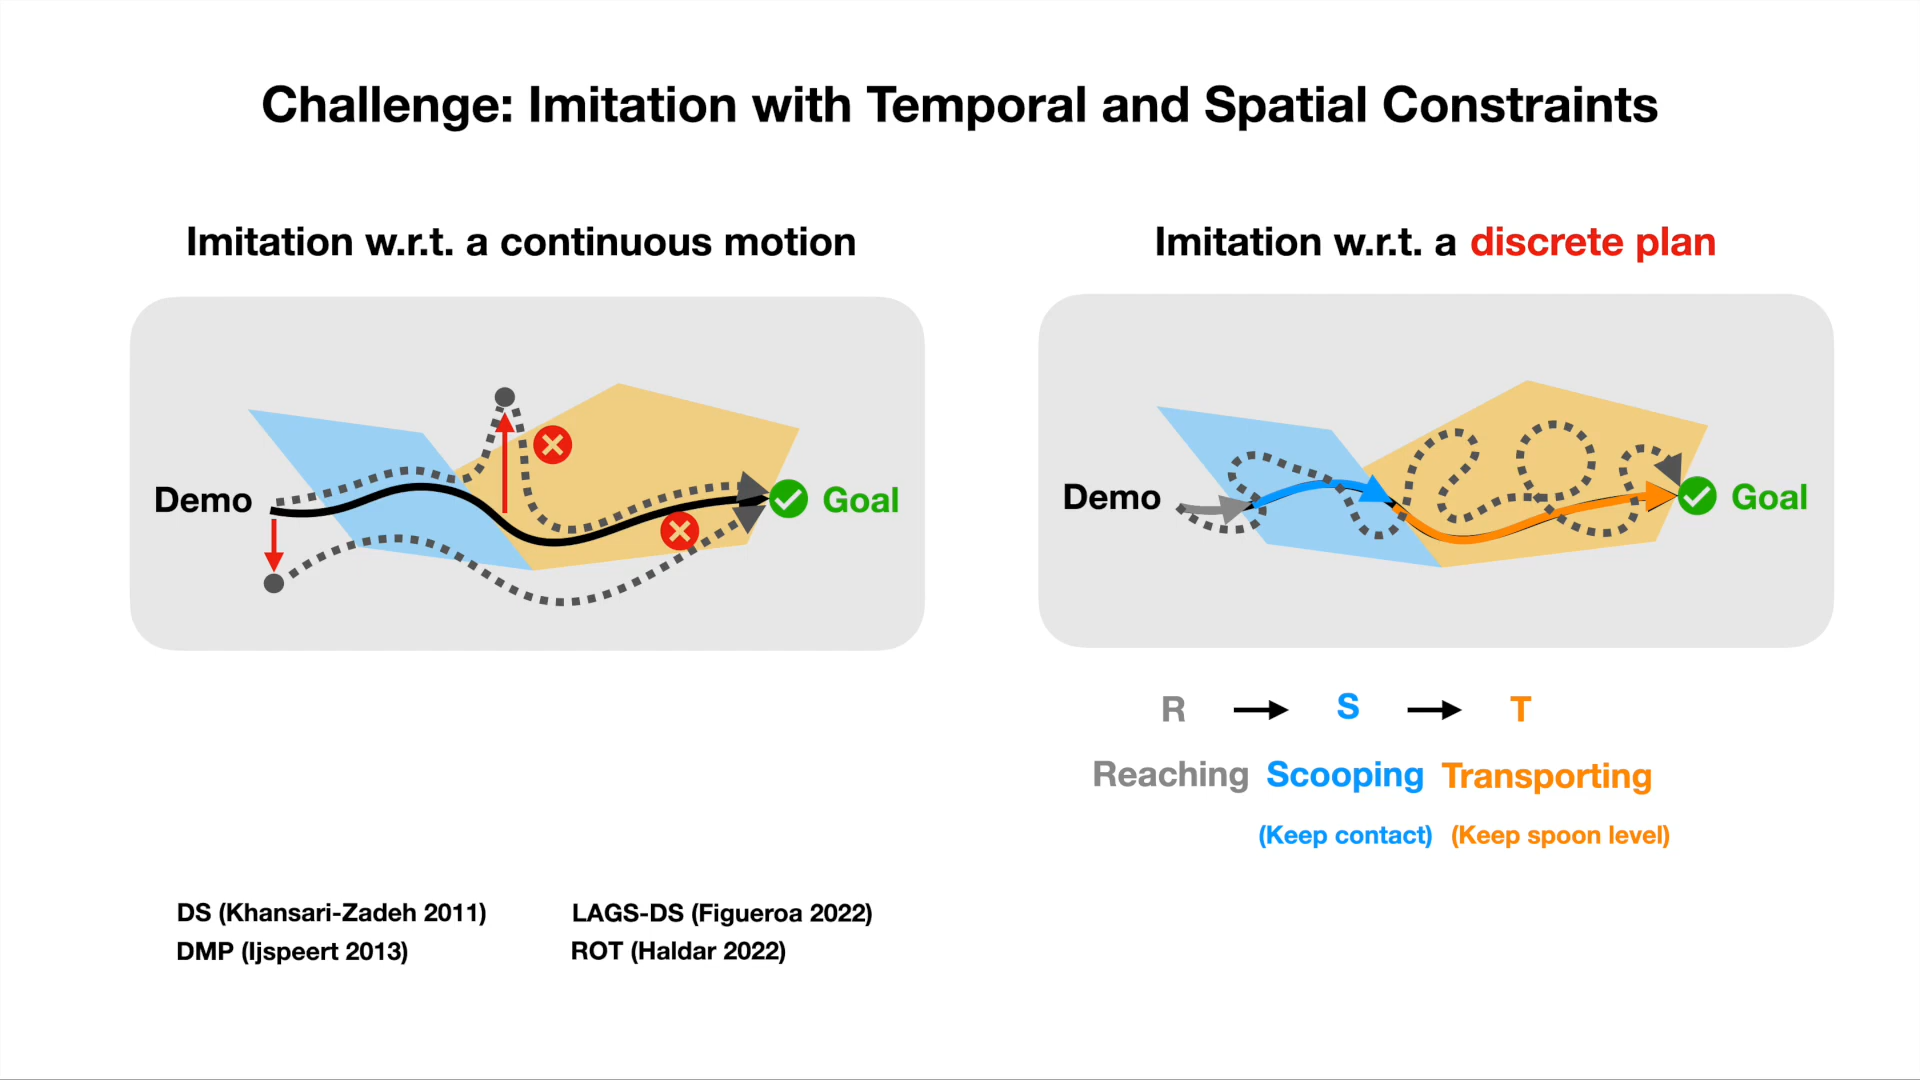 Challenge: Imitation with Temporal and Spatial Constraints
Imitation w.r.t. a continuous motion
Demo
Goal
DS (Khansari-Zadeh 2011)
DMP (Ijspeert 2013)
LAGS-DS (Figueroa 2022)
ROT (Haldar 2022)
Imitation w.r.t. a discrete plan
Demo
Goal
R → S → T
Reaching Scooping Transporting
(Keep contact) (Keep spoon level)